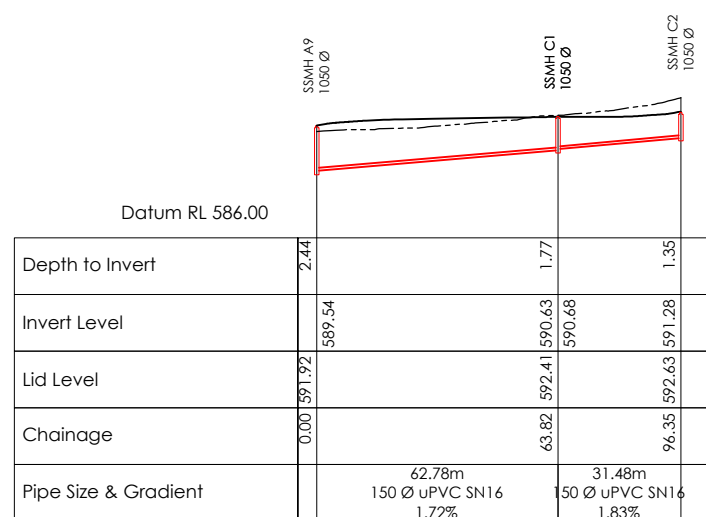 SSMH A9
1050 Ø
SSMH C1
1050 Ø
SSMH C2
1050 Ø
Datum RL 586.00
Depth to Invert
2.44
1.77
1.35
Invert Level
589.54
590.63
590.68
591.28
Lid Level
591.92
592.41
592.63
Chainage
0.00
63.82
96.35
Pipe Size & Gradient
62.78m
150 Ø uPVC SN16
1.72%
31.48m
150 Ø uPVC SN16
1.83%